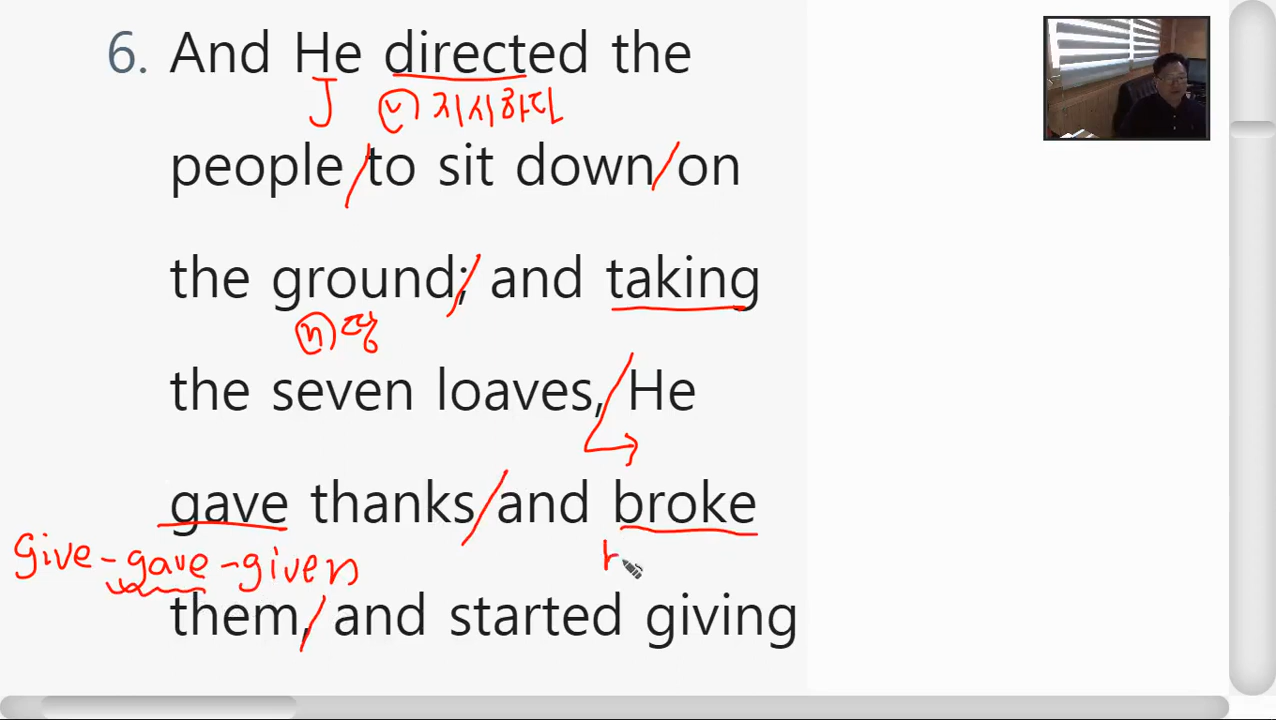 6. And He directed the
J ⓥ 지시하다
people / to sit down / on
the ground; / and taking
ⓝ 땅
the seven loaves, / He
gave thanks / and broke
give - gave - given
them, / and started giving